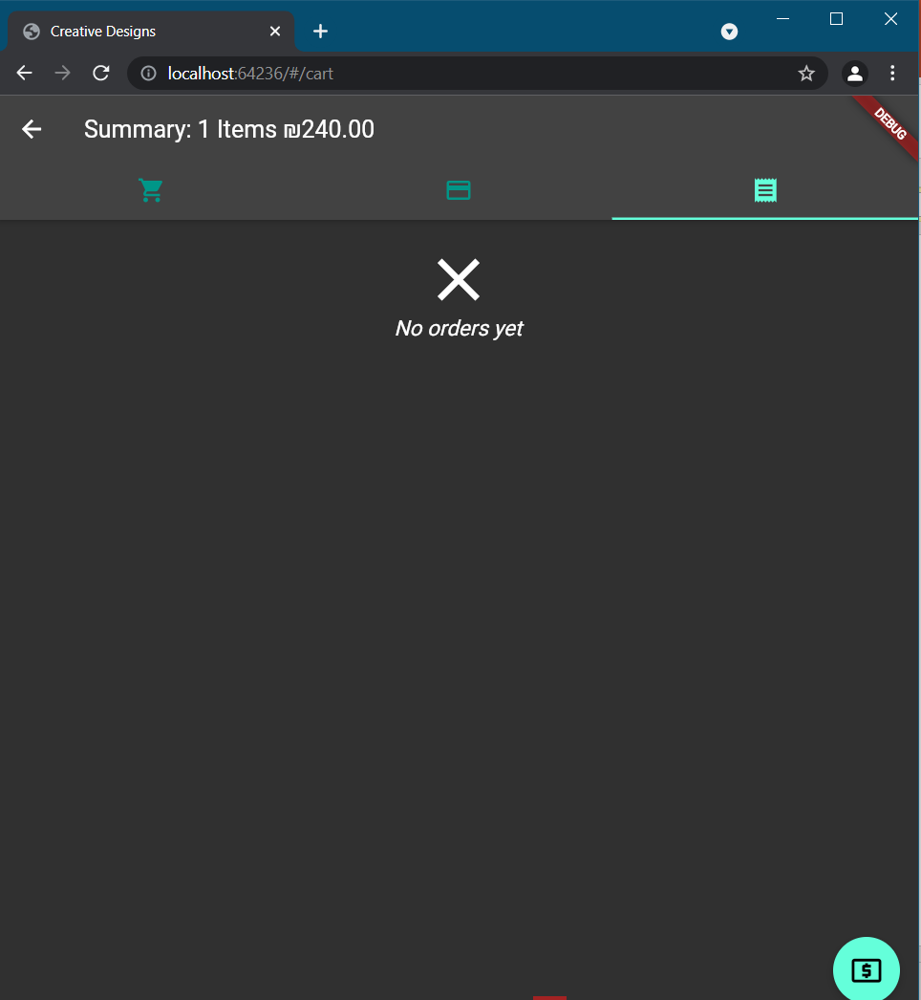 Creative Designs
localhost:64236/#/cart
Summary: 1 Items ₪240.00
DEBUG
No orders yet